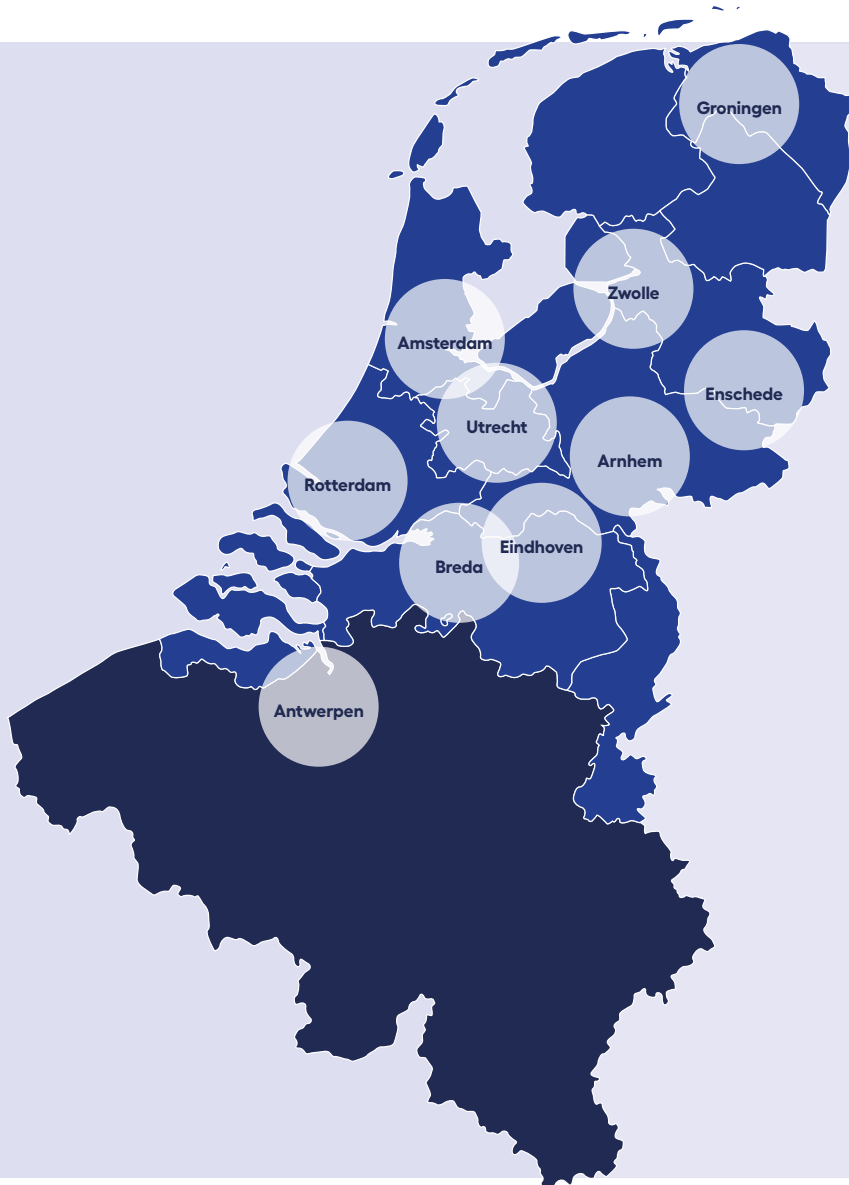 Groningen
Zwolle
Amsterdam
Enschede
Utrecht
Arnhem
Rotterdam
Eindhoven
Breda
Antwerpen